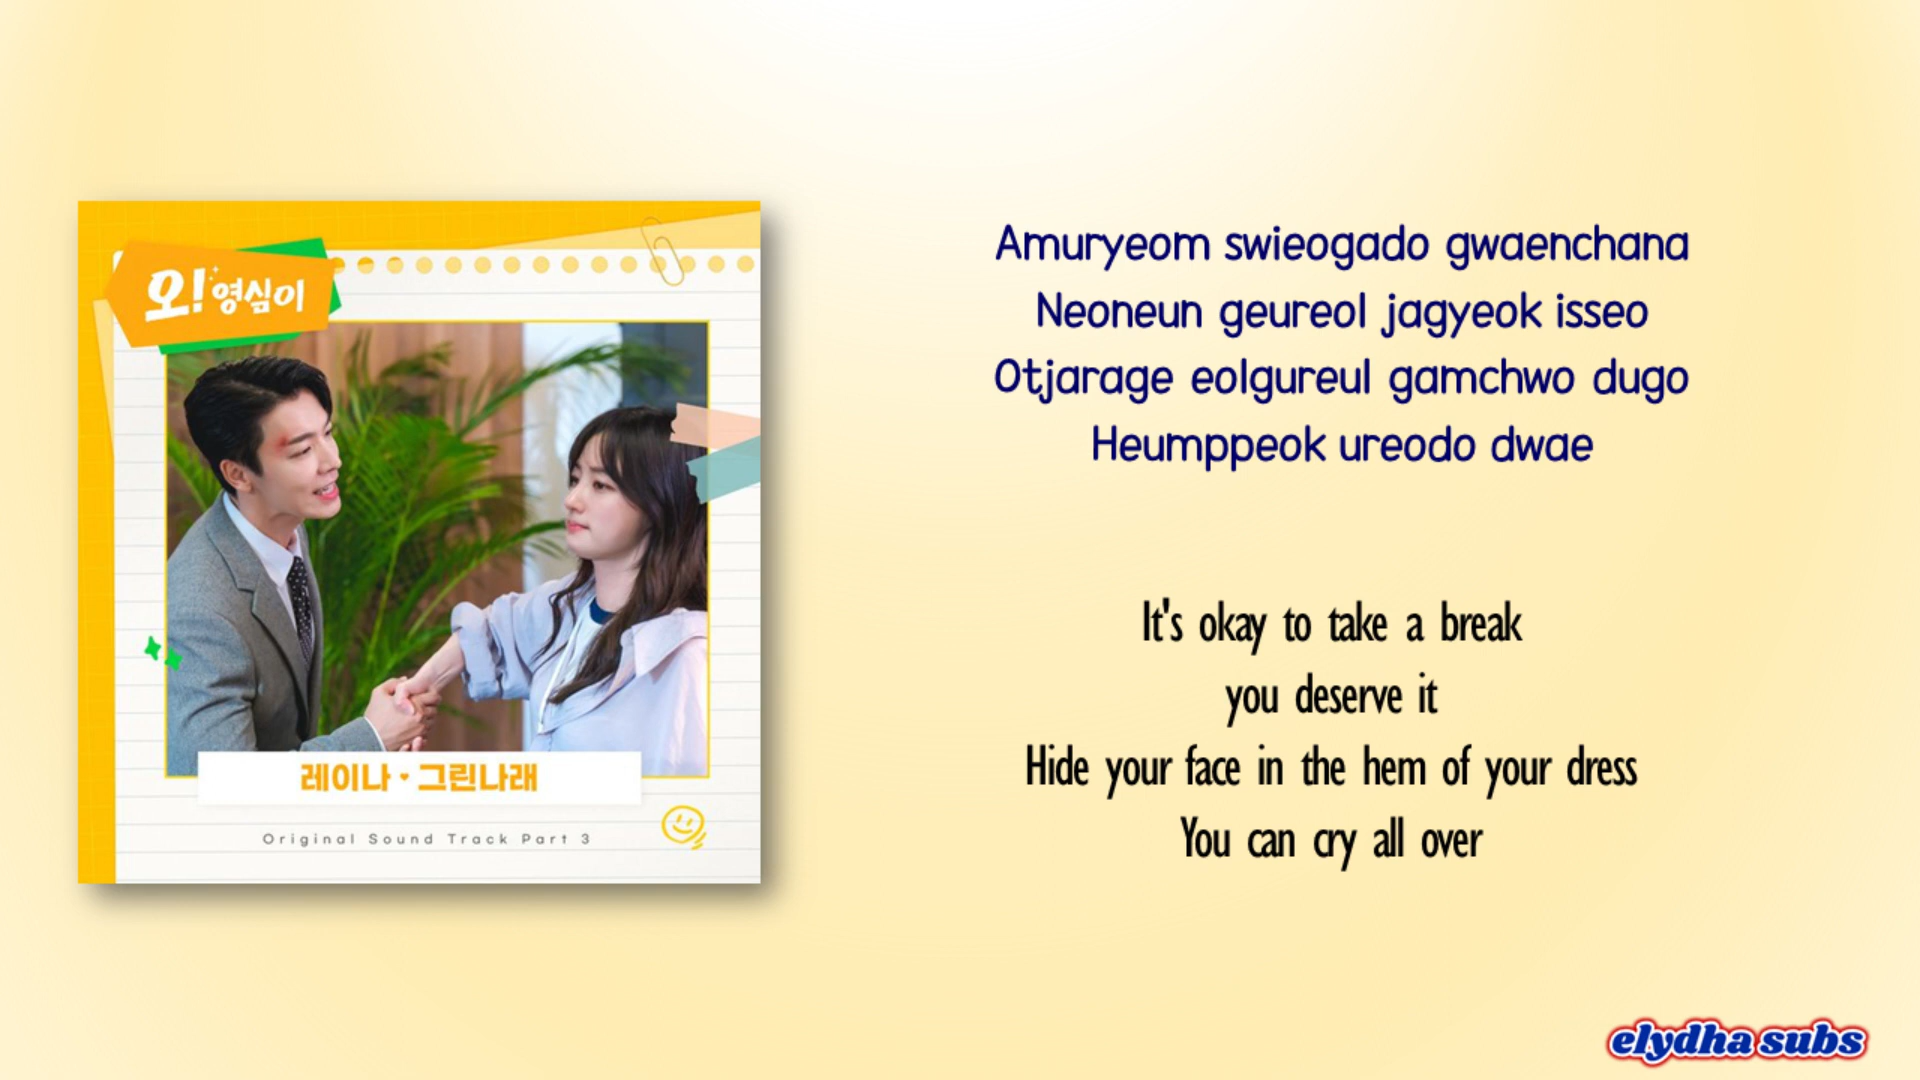 오! 영심이
레이나 · 그린나래
Original Sound Track Part 3
Amuryeom swieogado gwaenchana
Neoneun geureol jagyeok isseo
Otjarage eolgureul gamchwo dugo
Heumppeok ureodo dwae
It's okay to take a break
you deserve it
Hide your face in the hem of your dress
You can cry all over
elydha subs